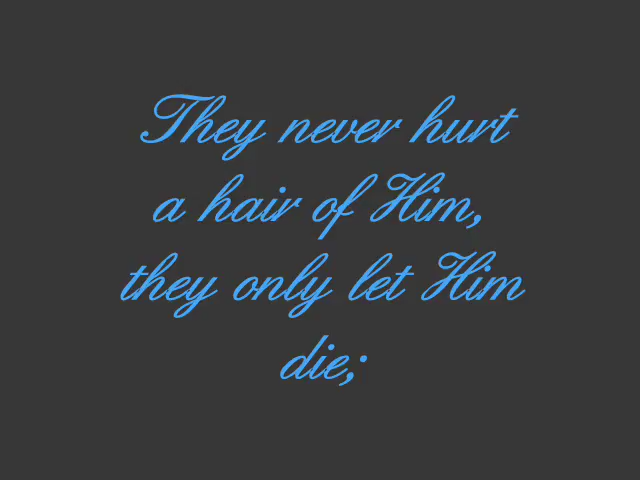 They never hurt
a hair of Him,
they only let Him
die;